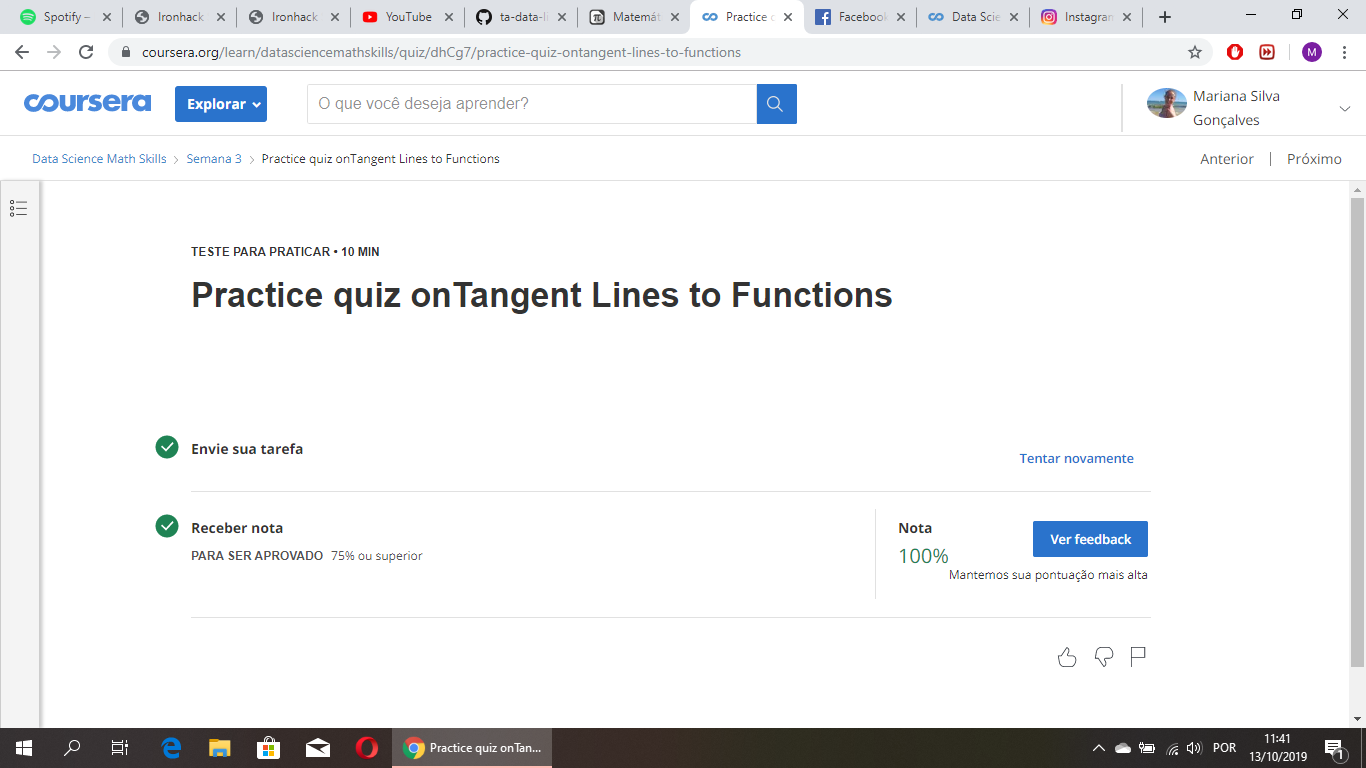 Spotify –
Ironhack
Ironhack
YouTube
ta-data-li
Matemát
Practice
Facebook
Data Scie
Instagram
coursera.org/learn/datasciencemathskills/quiz/dhCg7/practice-quiz-ontangent-lines-to-functions
M
coursera
Explorar
O que você deseja aprender?
Mariana Silva
Gonçalves
Data Science Math Skills > Semana 3 > Practice quiz onTangent Lines to Functions
Anterior | Próximo
TESTE PARA PRATICAR • 10 MIN
Practice quiz onTangent Lines to Functions
Envie sua tarefa
Tentar novamente
Receber nota
PARA SER APROVADO 75% ou superior
Nota
100%
Ver feedback
Mantemos sua pontuação mais alta
Practice quiz onTan...
POR
11:41
13/10/2019
1